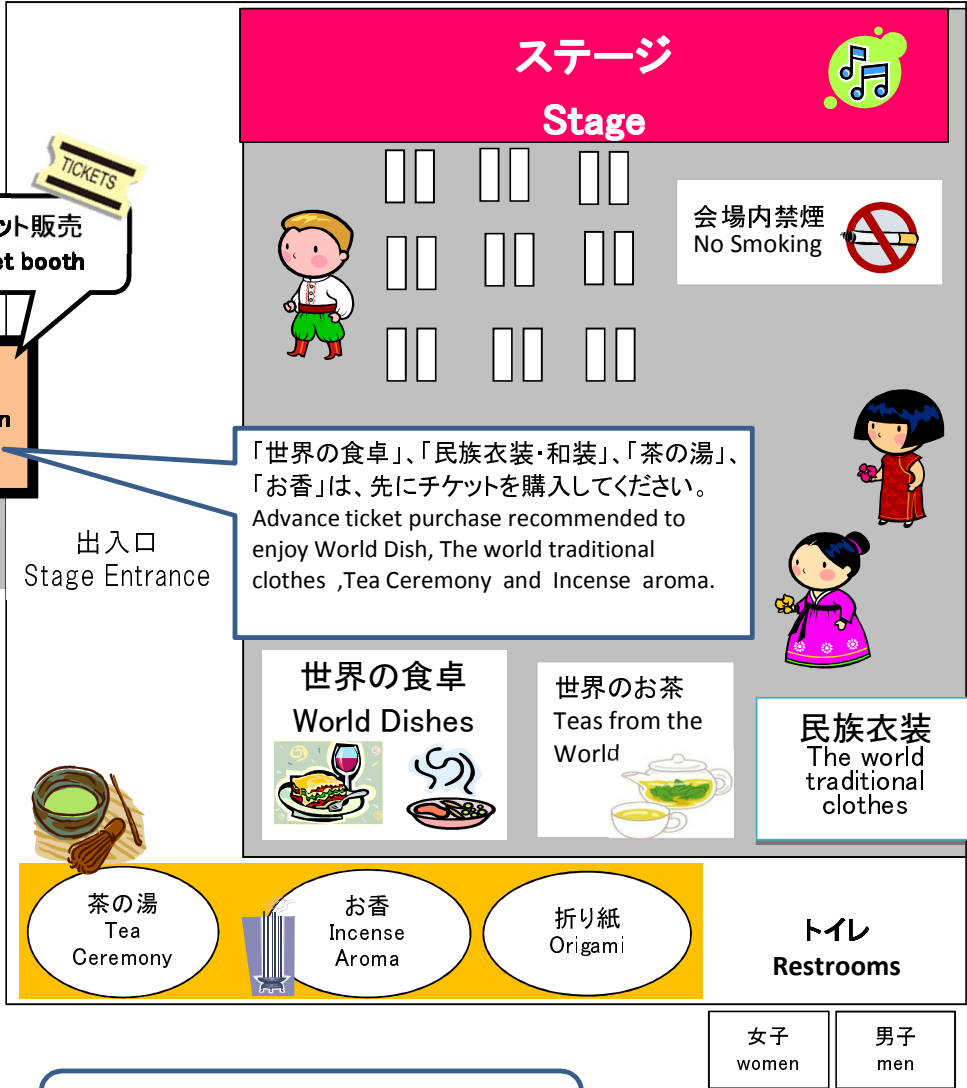 ステージ
Stage
TICKETS
ット販売
et booth
会場内禁煙
No Smoking
n
「世界の食卓」、「民族衣装・和装」、「茶の湯」、
「お香」は、先にチケットを購入してください。
Advance ticket purchase recommended to
enjoy World Dish, The world traditional
clothes ,Tea Ceremony and Incense aroma.
出入口
Stage Entrance
世界の食卓
World Dishes
世界のお茶
Teas from the
World
民族衣装
The world
traditional
clothes
茶の湯
Tea
Ceremony
お香
Incense
Aroma
折り紙
Origami
トイレ
Restrooms
女子
women
男子
men